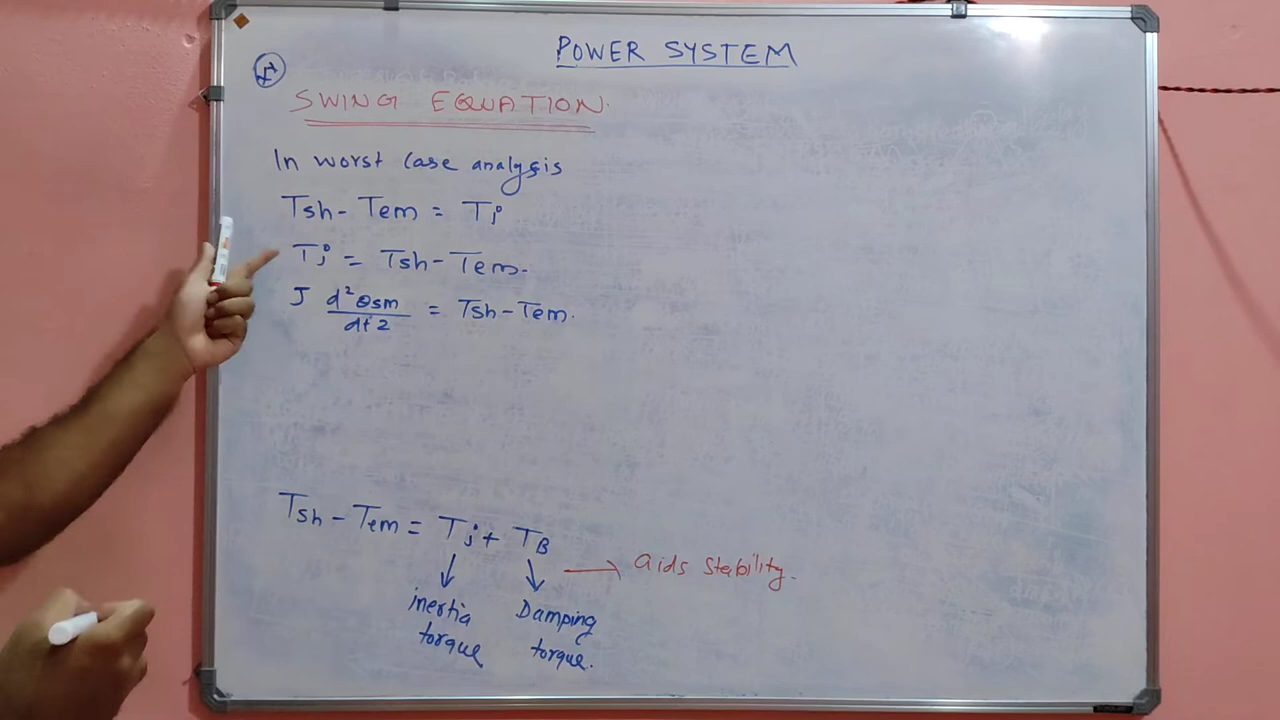 POWER SYSTEM
SWING EQUATION.
In worst case analysis
Tsh - Tem = Tj
Tj = Tsh - Tem.
J d²θsm/dt2 = Tsh - Tem.
Tsh - Tem = Tj + TB
aids stability.
inertia torque
Damping torque.